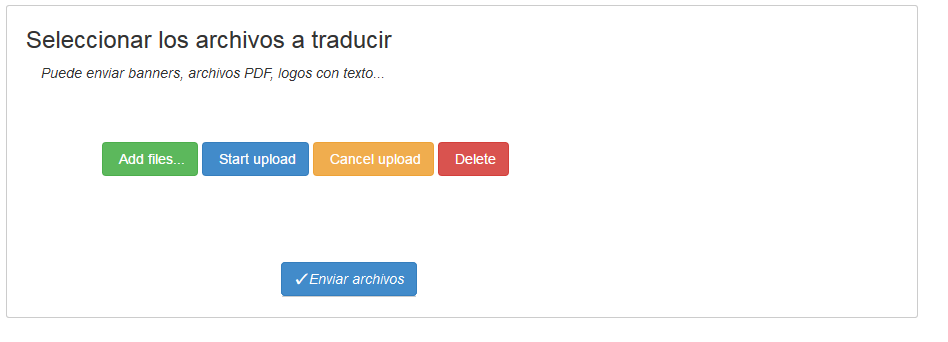 Seleccionar los archivos a traducir
Puede enviar banners, archivos PDF, logos con texto...
Add files... Start upload Cancel upload Delete
✓Enviar archivos